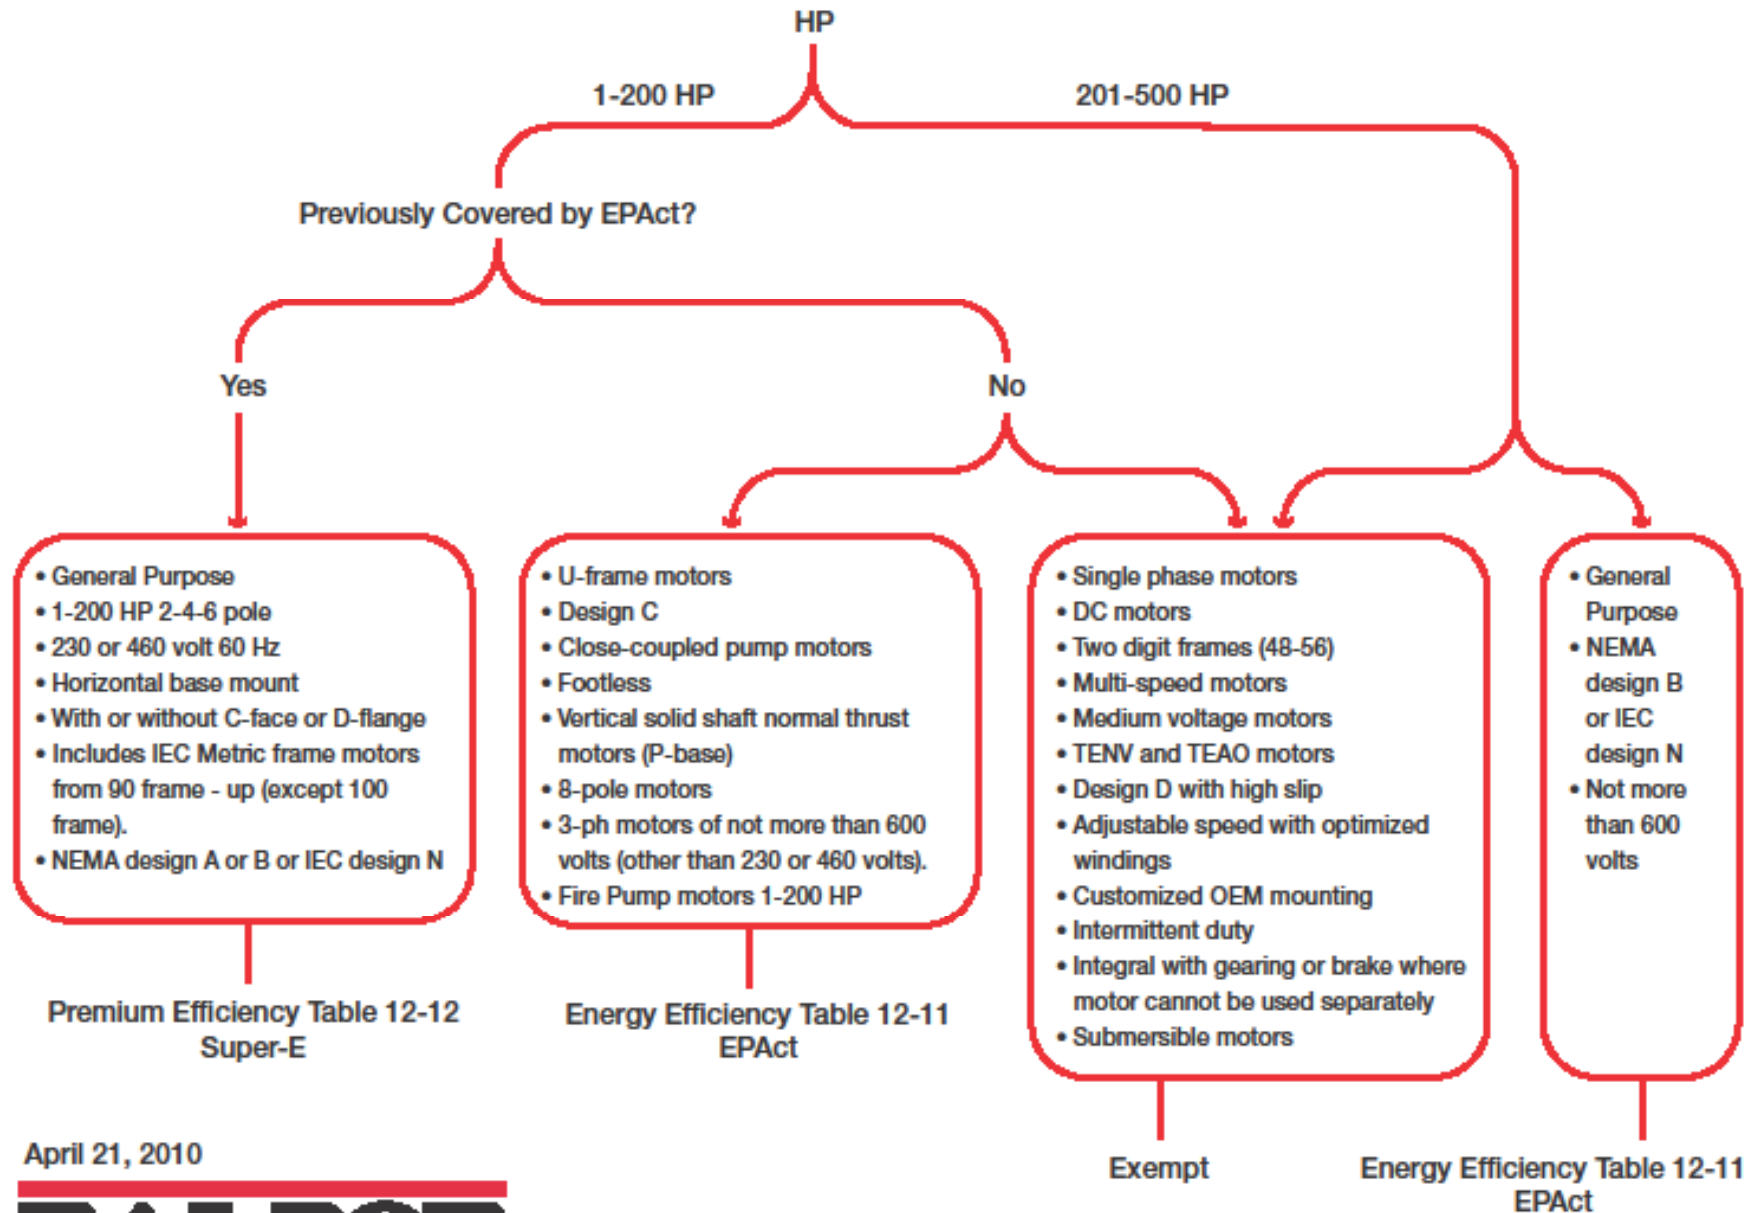 HP
1-200 HP
201-500 HP
Previously Covered by EPAct?
Yes
No
• General Purpose
• 1-200 HP 2-4-6 pole
• 230 or 460 volt 60 Hz
• Horizontal base mount
• With or without C-face or D-flange
• Includes IEC Metric frame motors
from 90 frame - up (except 100
frame).
• NEMA design A or B or IEC design N
Premium Efficiency Table 12-12
Super-E
• U-frame motors
• Design C
• Close-coupled pump motors
• Footless
• Vertical solid shaft normal thrust
motors (P-base)
• 8-pole motors
• 3-ph motors of not more than 600
volts (other than 230 or 460 volts).
• Fire Pump motors 1-200 HP
Energy Efficiency Table 12-11
EPAct
• Single phase motors
• DC motors
• Two digit frames (48-56)
• Multi-speed motors
• Medium voltage motors
• TENV and TEAO motors
• Design D with high slip
• Adjustable speed with optimized
windings
• Customized OEM mounting
• Intermittent duty
• Integral with gearing or brake where
motor cannot be used separately
• Submersible motors
Exempt
• General
Purpose
• NEMA
design B
or IEC
design N
• Not more
than 600
volts
Energy Efficiency Table 12-11
EPAct
April 21, 2010